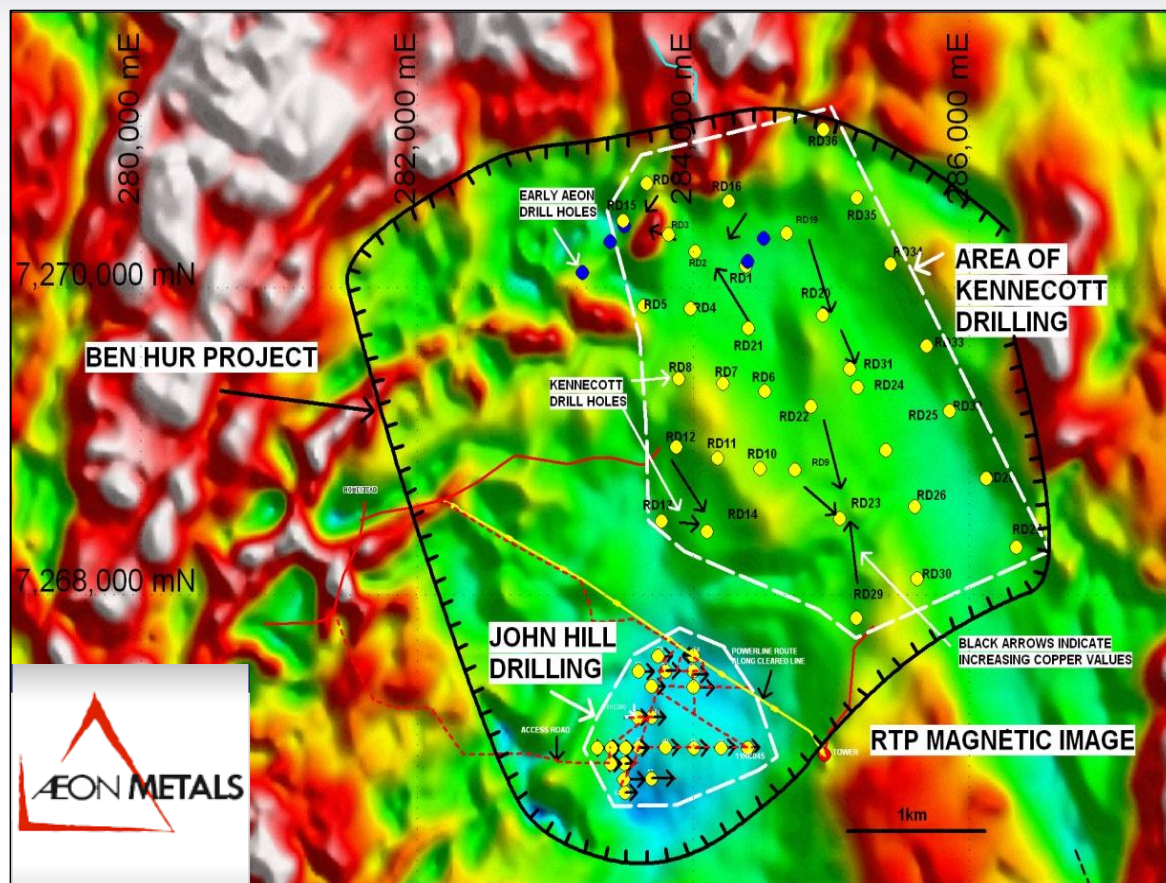 280,000 mE
282,000 mE
284,000 mE
286,000 mE
RD36
RD16
RD15
EARLY AEON
DRILL HOLES
RD35
RD3
RD19
RD2
RD34
RD1
AREA OF
KENNECOTT
DRILLING
7,270,000 mN
RD5
RD4
RD20
RD21
RD33
BEN HUR PROJECT
RD31
RD8
RD7
RD6
RD24
KENNECOTT
DRILL HOLES
RD22
RD25
RD12
RD11
RD10
RD9
RD26
RD13
RD14
RD23
7,268,000 mN
RD30
RD29
BLACK ARROWS INDICATE
INCREASING COPPER VALUES
JOHN HILL
DRILLING
POWERLINE ROUTE
ALONG CLEARED LINE
ACCESS ROAD
TOWER
RTP MAGNETIC IMAGE
1km
ÆON METALS